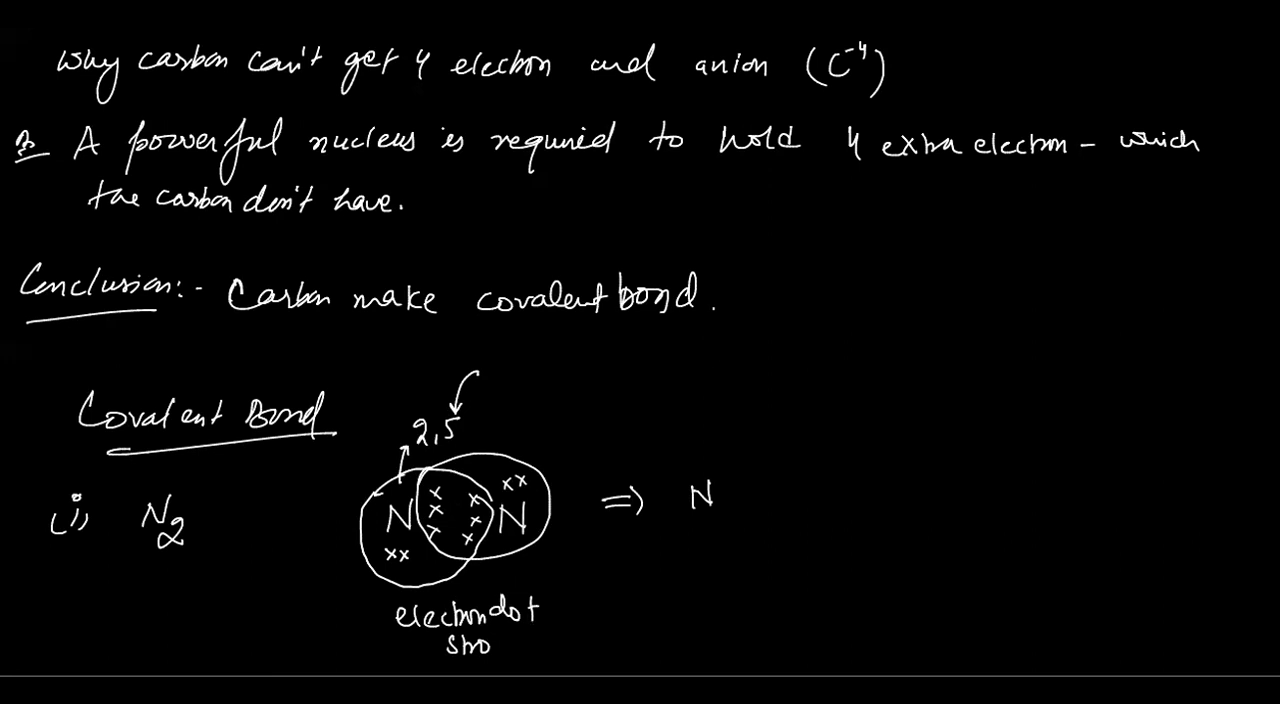 Why carbon can't get 4 electron and anion (C⁻⁴)
A powerful nucleus is required to hold 4 extra electron - which
the carbon don't have.
Conclusion:- Carbon make covalent bond.
Covalent Bond
2,5
(i) N₂
N x x x x x x N x x ⇒ N
x x
electron dot
stro